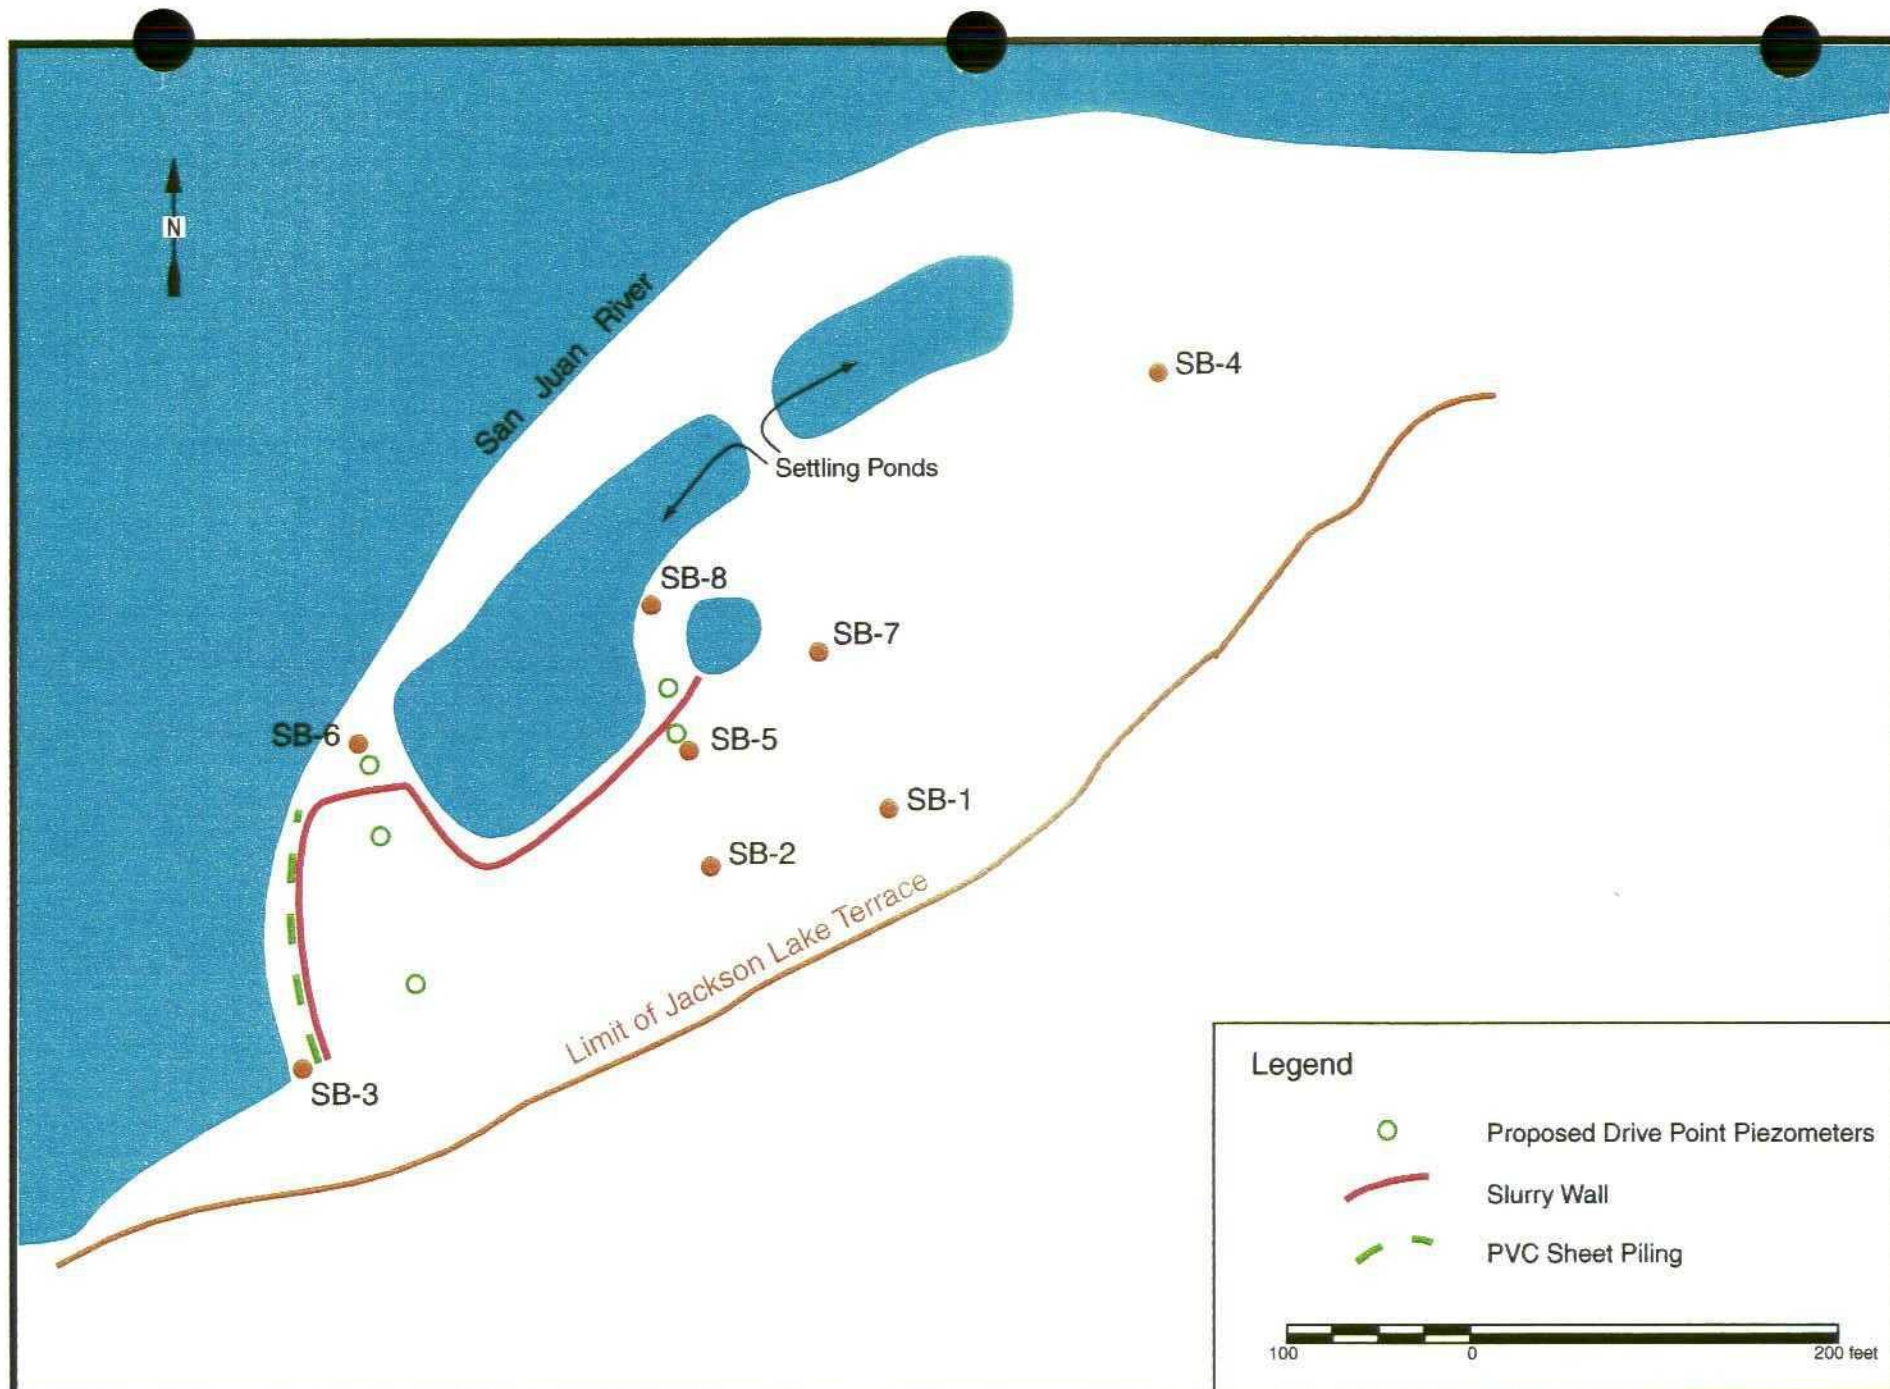 N
San Juan River
SB-4
Settling Ponds
SB-8
SB-7
SB-6
SB-5
SB-1
SB-2
Limit of Jackson Lake Terrace
SB-3
Legend
Proposed Drive Point Piezometers
Slurry Wall
PVC Sheet Piling
100 0 200 feet